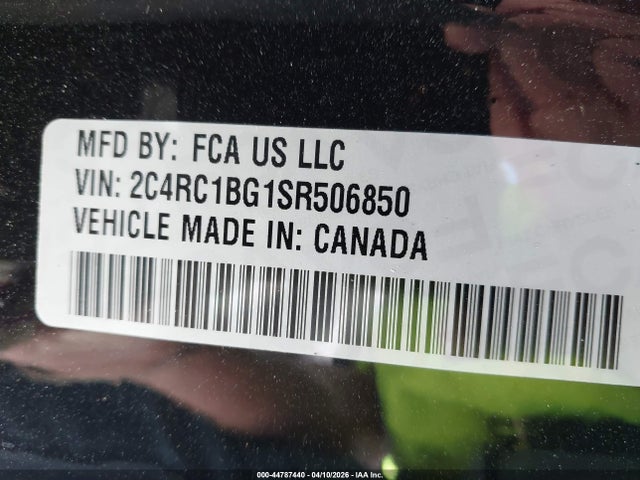 MFD BY: FCA US LLC
VIN: 2C4RC1BG1SR506850
VEHICLE MADE IN: CANADA
000-44787440 - 04/10/2026 - IAA Inc.